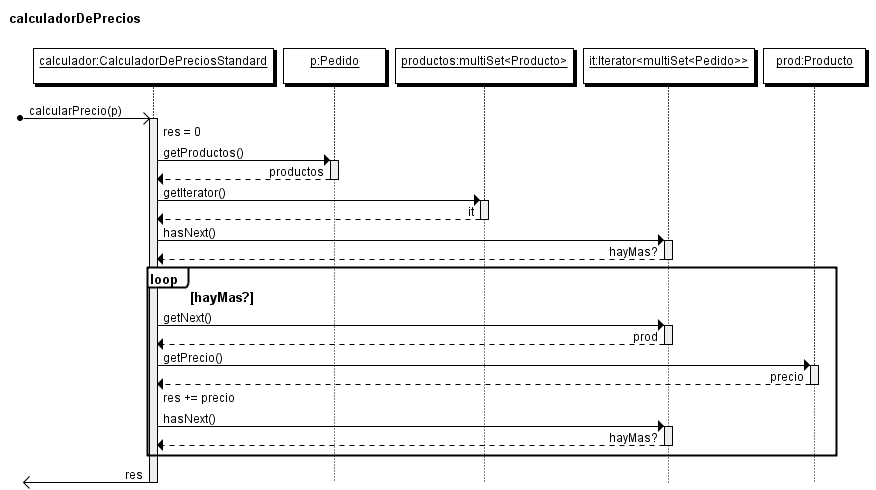 calculadorDePrecios
calculador:CalculadorDePreciosStandard p:Pedido productos:multiSet<Producto> it:Iterator<multiSet<Pedido>> prod:Producto
calcularPrecio(p)
res = 0
getProductos()
productos
getIterator()
it
hasNext()
hayMas?
loop
[hayMas?]
getNext()
prod
getPrecio()
precio
res += precio
hasNext()
hayMas?
res